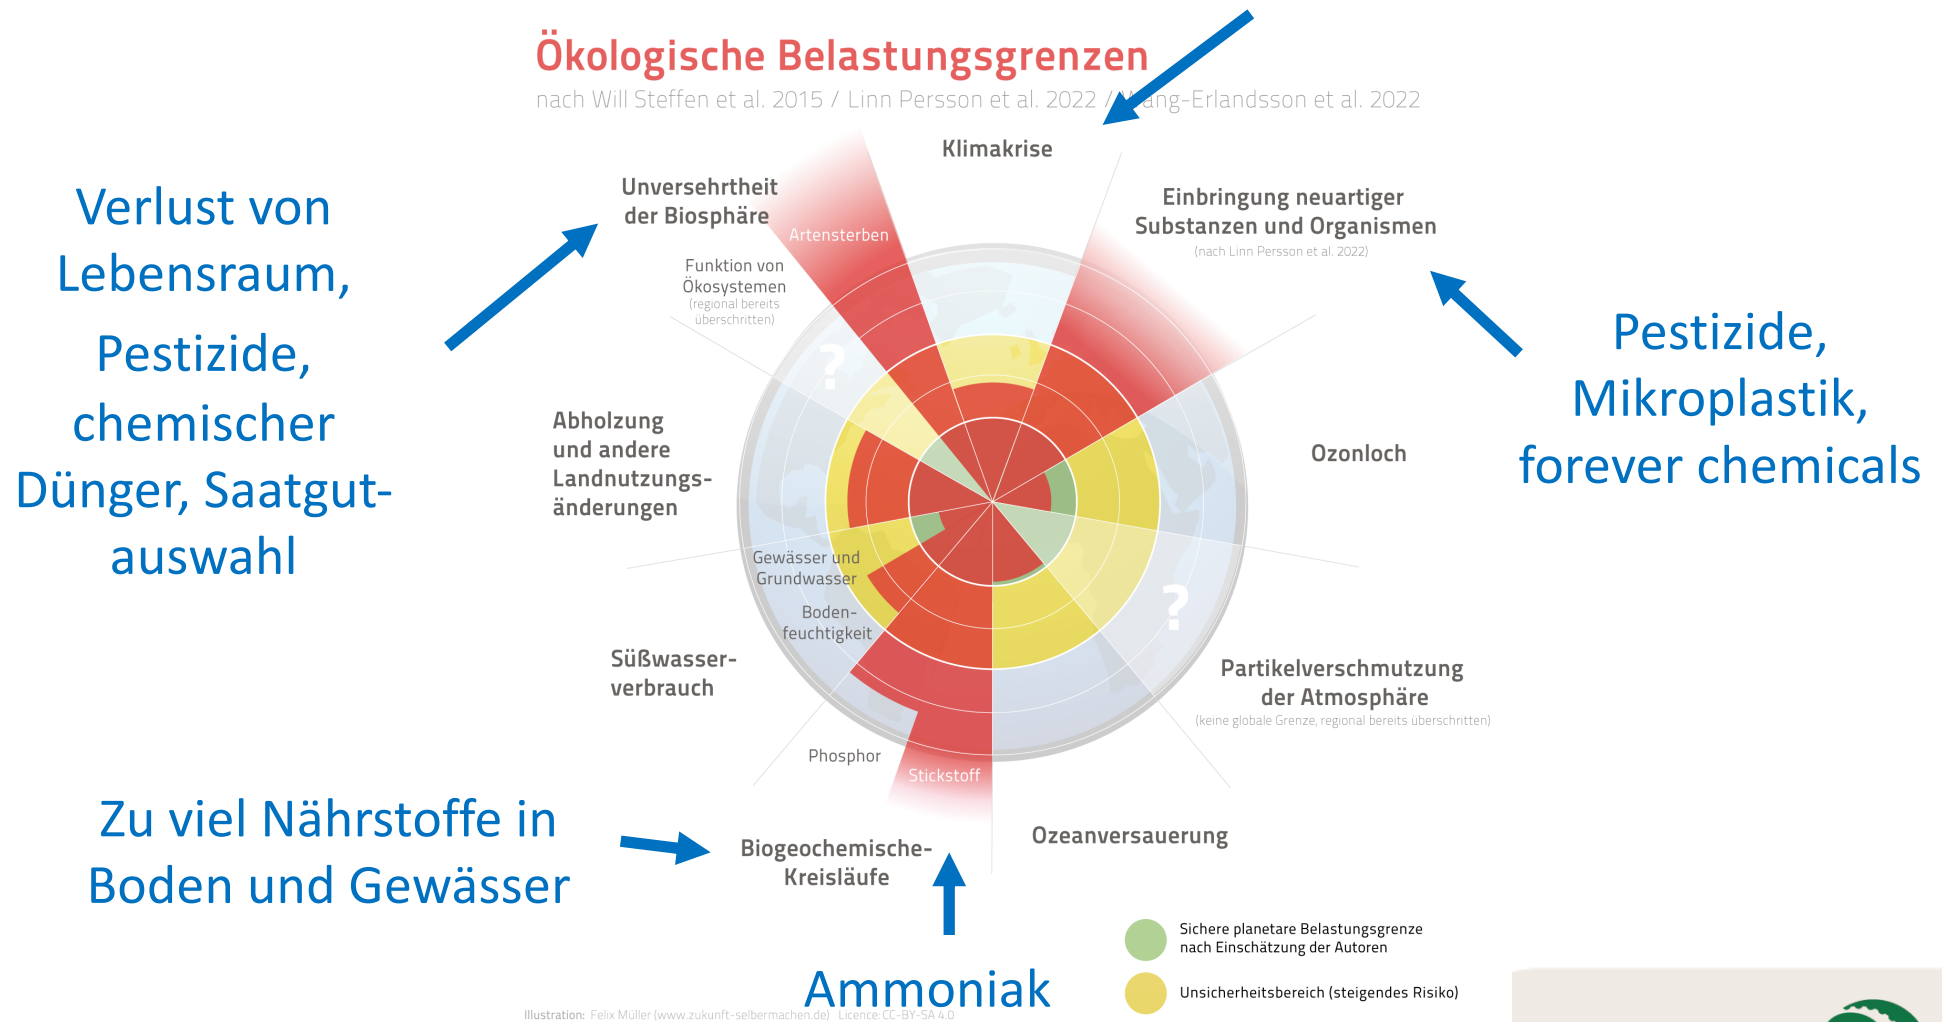 Ökologische Belastungsgrenzen
nach Will Steffen et al. 2015 / Linn Persson et al. 2022 / Wang-Erlandsson et al. 2022
Klimakrise
Unversehrtheit
der Biosphäre
Artensterben
Funktion von
Ökosystemen
(regional bereits
überschritten)
Einbringung neuartiger
Substanzen und Organismen
(nach Linn Persson et al. 2022)
Verlust von
Lebensraum,
Pestizide,
chemischer
Dünger, Saatgut-
auswahl
Pestizide,
Mikroplastik,
forever chemicals
?
Abholzung
und andere
Landnutzungs-
änderungen
Ozonloch
Gewässer und
Grundwasser
Boden-
feuchtigkeit
?
Süßwasser-
verbrauch
Partikelverschmutzung
der Atmosphäre
(keine globale Grenze, regional bereits überschritten)
Phosphor
Stickstoff
Zu viel Nährstoffe in
Boden und Gewässer
Biogeochemische-
Kreisläufe
Ozeanversauerung
Ammoniak
Sichere planetare Belastungsgrenze
nach Einschätzung der Autoren
Unsicherheitsbereich (steigendes Risiko)
Illustration: Felix Müller (www.zukunft-selbermachen.de) Licence: CC-BY-SA 4.0